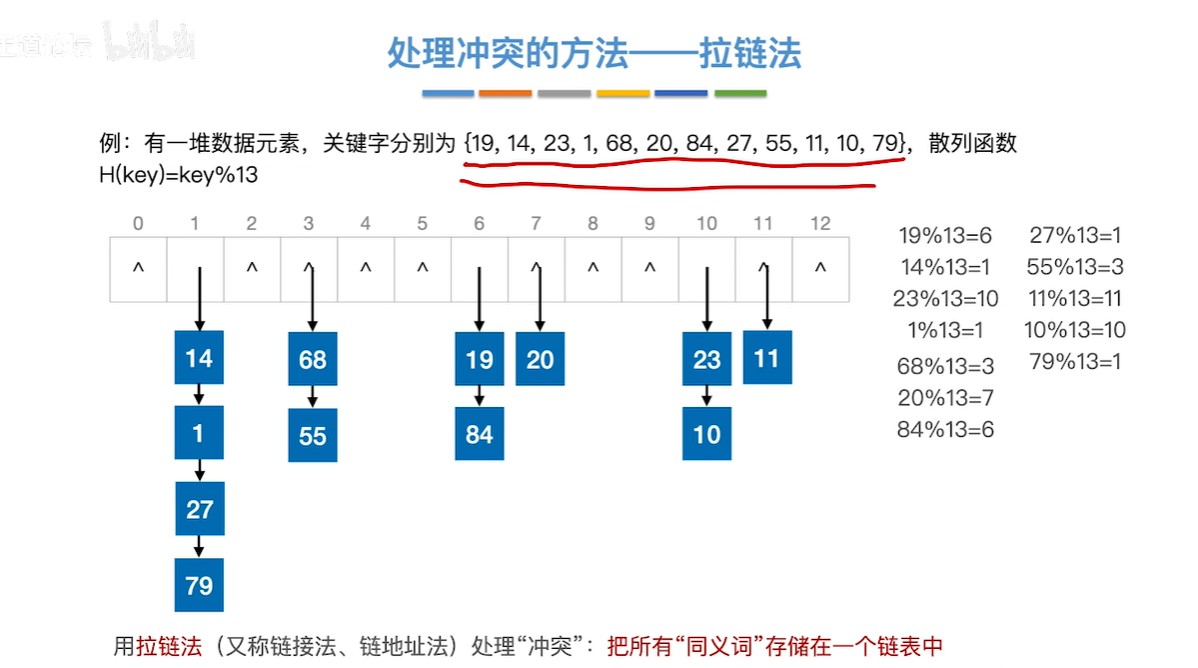 王道论坛 bilibili
处理冲突的方法——拉链法
例：有一堆数据元素，关键字分别为 {19, 14, 23, 1, 68, 20, 84, 27, 55, 11, 10, 79}，散列函数
H(key)=key%13
0 1 2 3 4 5 6 7 8 9 10 11 12
^ ^ ^ ^ ^ ^ ^ ^ ^ ^
14 68 19 20 23 11
1 55 84 10
27
79
19%13=6 27%13=1
14%13=1 55%13=3
23%13=10 11%13=11
1%13=1 10%13=10
68%13=3 79%13=1
20%13=7
84%13=6
用拉链法（又称链接法、链地址法）处理“冲突”：把所有“同义词”存储在一个链表中